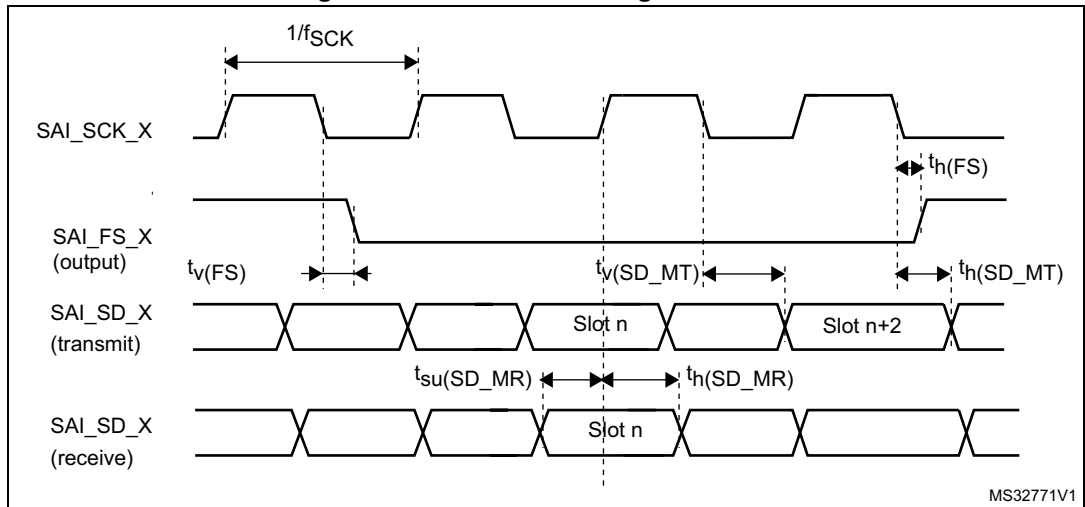 1/fSCK
SAI_SCK_X
th(FS)
SAI_FS_X
(output)
tv(FS)
tv(SD_MT)
th(SD_MT)
SAI_SD_X
(transmit)
Slot n
Slot n+2
tsu(SD_MR)
th(SD_MR)
SAI_SD_X
(receive)
Slot n
MS32771V1